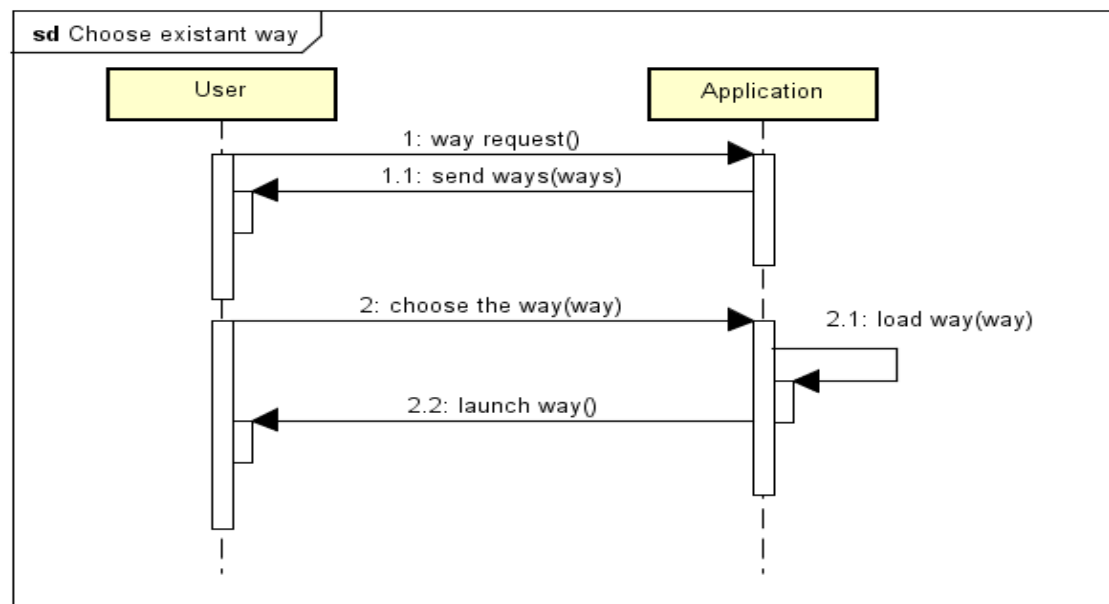 sd Choose existant way
User
Application
1: way request()
1.1: send ways(ways)
2: choose the way(way)
2.1: load way(way)
2.2: launch way()